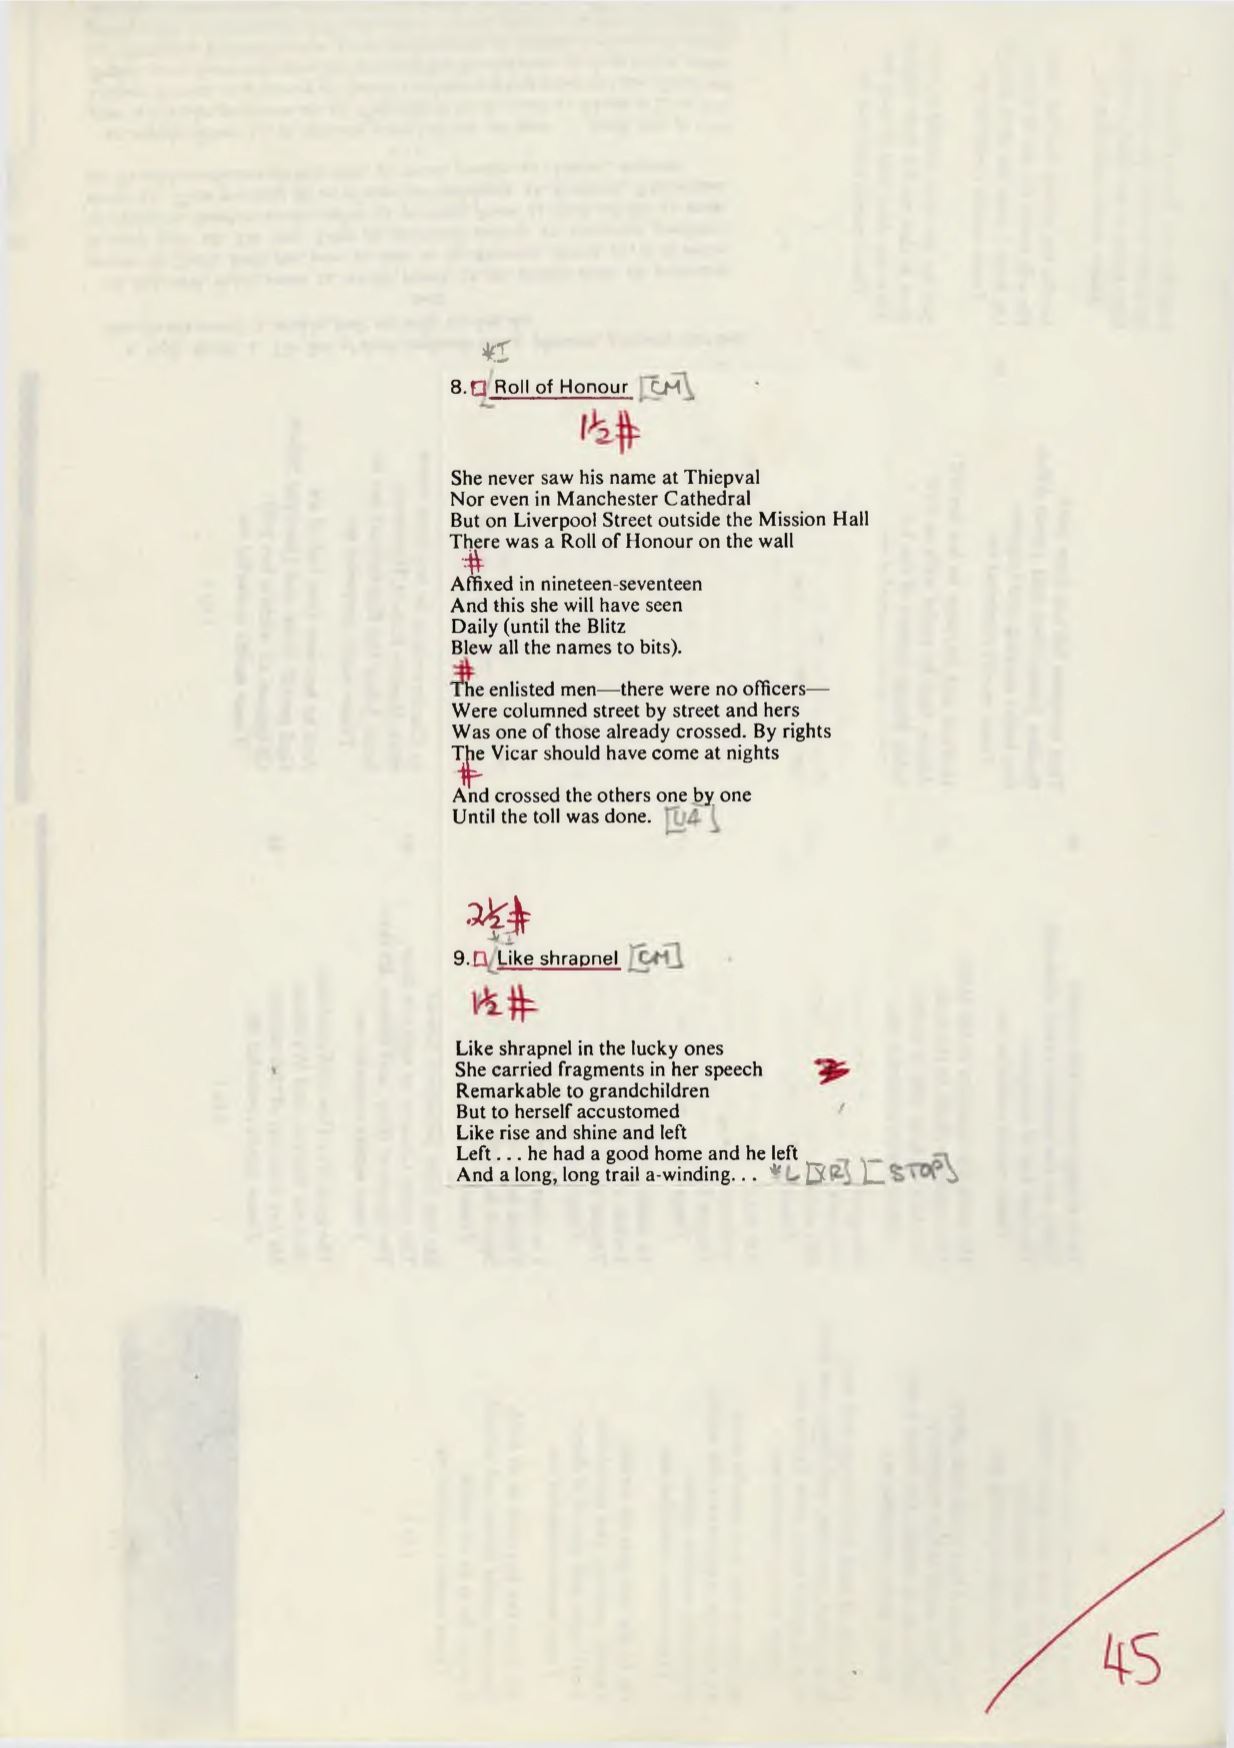 *I
8. Roll of Honour [CM]
1½#
She never saw his name at Thiepval
Nor even in Manchester Cathedral
But on Liverpool Street outside the Mission Hall
There was a Roll of Honour on the wall
#
Affixed in nineteen-seventeen
And this she will have seen
Daily (until the Blitz
Blew all the names to bits).
#
The enlisted men—there were no officers—
Were columned street by street and hers
Was one of those already crossed. By rights
The Vicar should have come at nights
#
And crossed the others one by one
Until the toll was done. [U4]
2½#
*I
9. Like shrapnel [CM]
1½#
Like shrapnel in the lucky ones
She carried fragments in her speech
Remarkable to grandchildren
But to herself accustomed
Like rise and shine and left
Left . . . he had a good home and he left
And a long, long trail a-winding. . . *L [XR] [STOP]
45